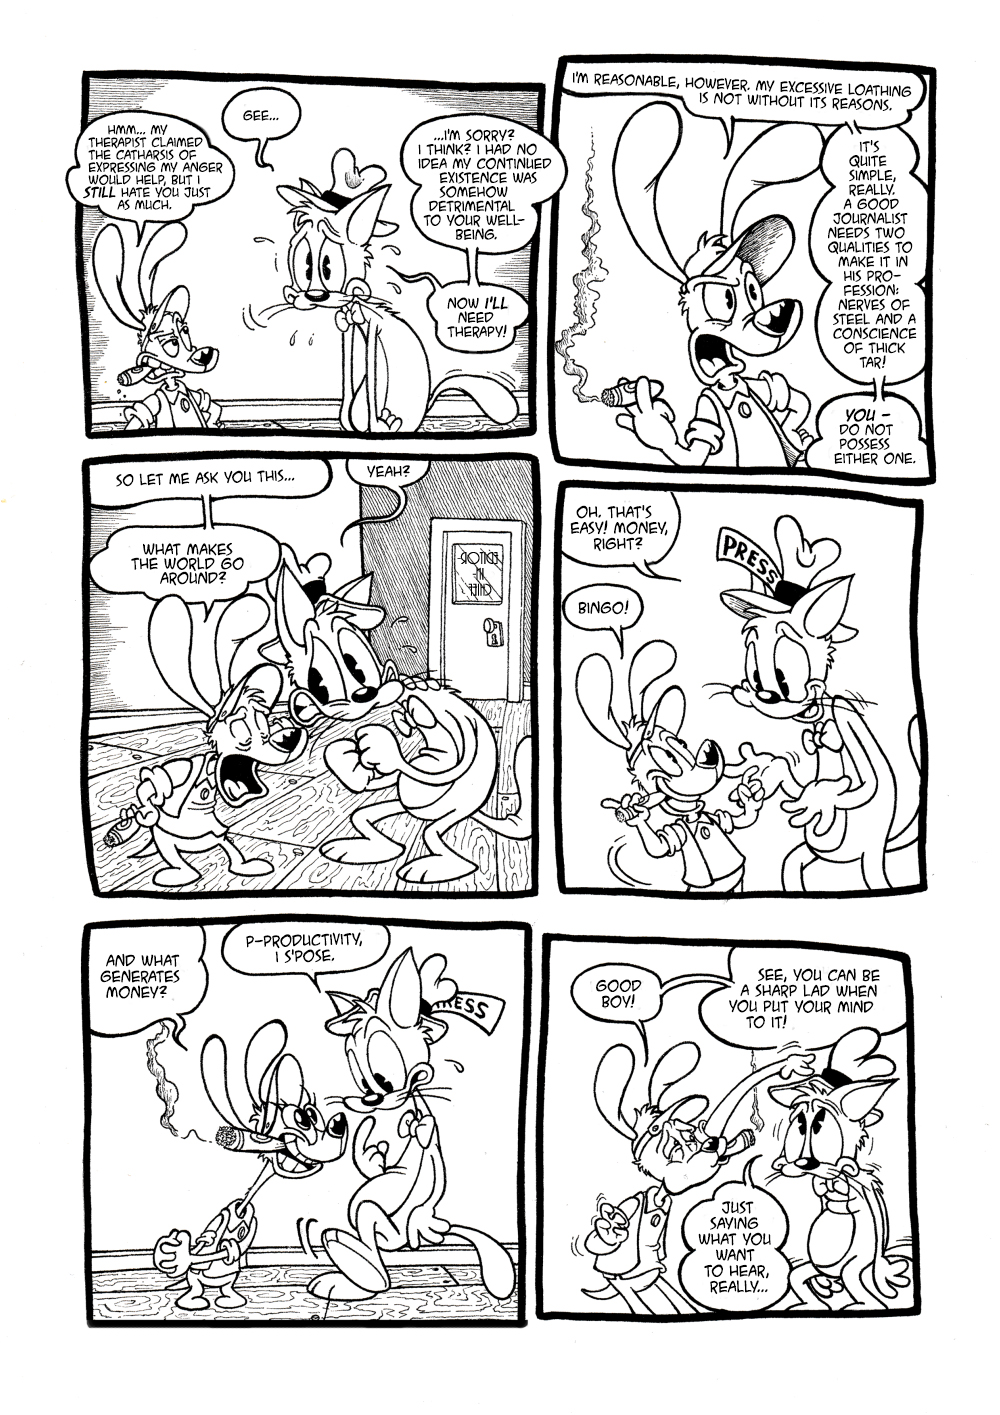 HMM... MY
THERAPIST CLAIMED
THE CATHARSIS OF
EXPRESSING MY ANGER
WOULD HELP, BUT I
STILL HATE YOU JUST
AS MUCH.
GEE...
...I'M SORRY?
I THINK? I HAD NO
IDEA MY CONTINUED
EXISTENCE WAS
SOMEHOW
DETRIMENTAL
TO YOUR WELL-
BEING.
NOW I'LL
NEED
THERAPY!
I'M REASONABLE, HOWEVER. MY EXCESSIVE LOATHING
IS NOT WITHOUT ITS REASONS.
IT'S
QUITE
SIMPLE,
REALLY.
A GOOD
JOURNALIST
NEEDS TWO
QUALITIES TO
MAKE IT IN
HIS PRO-
FESSION:
NERVES OF
STEEL AND A
CONSCIENCE
OF THICK
TAR!
YOU -
DO NOT
POSSESS
EITHER ONE.
SO LET ME ASK YOU THIS...
YEAH?
WHAT MAKES
THE WORLD GO
AROUND?
EDITOR
IN
CHIEF
OH. THAT'S
EASY! MONEY,
RIGHT?
PRESS
BINGO!
AND WHAT
GENERATES
MONEY?
P-PRODUCTIVITY,
I S'POSE.
RESS
GOOD
BOY!
SEE, YOU CAN BE
A SHARP LAD WHEN
YOU PUT YOUR MIND
TO IT!
JUST
SAYING
WHAT YOU
WANT
TO HEAR,
REALLY...